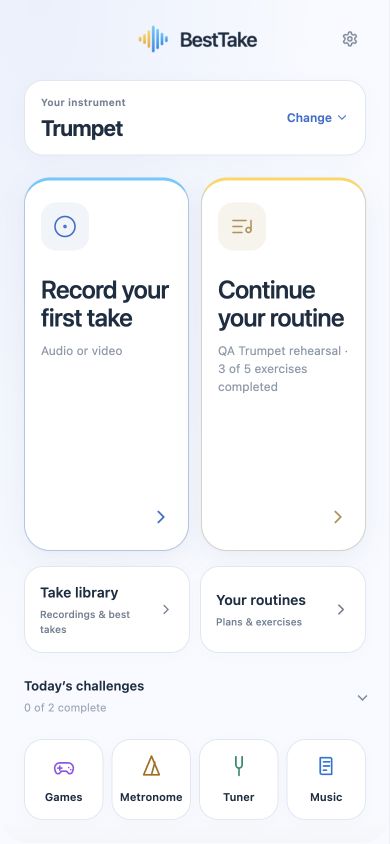 BestTake
Your instrument
Trumpet
Change
Record your
first take
Audio or video
Continue
your routine
QA Trumpet rehearsal ·
3 of 5 exercises
completed
Take library
Recordings & best
takes
Your routines
Plans & exercises
Today's challenges
0 of 2 complete
Games
Metronome
Tuner
Music